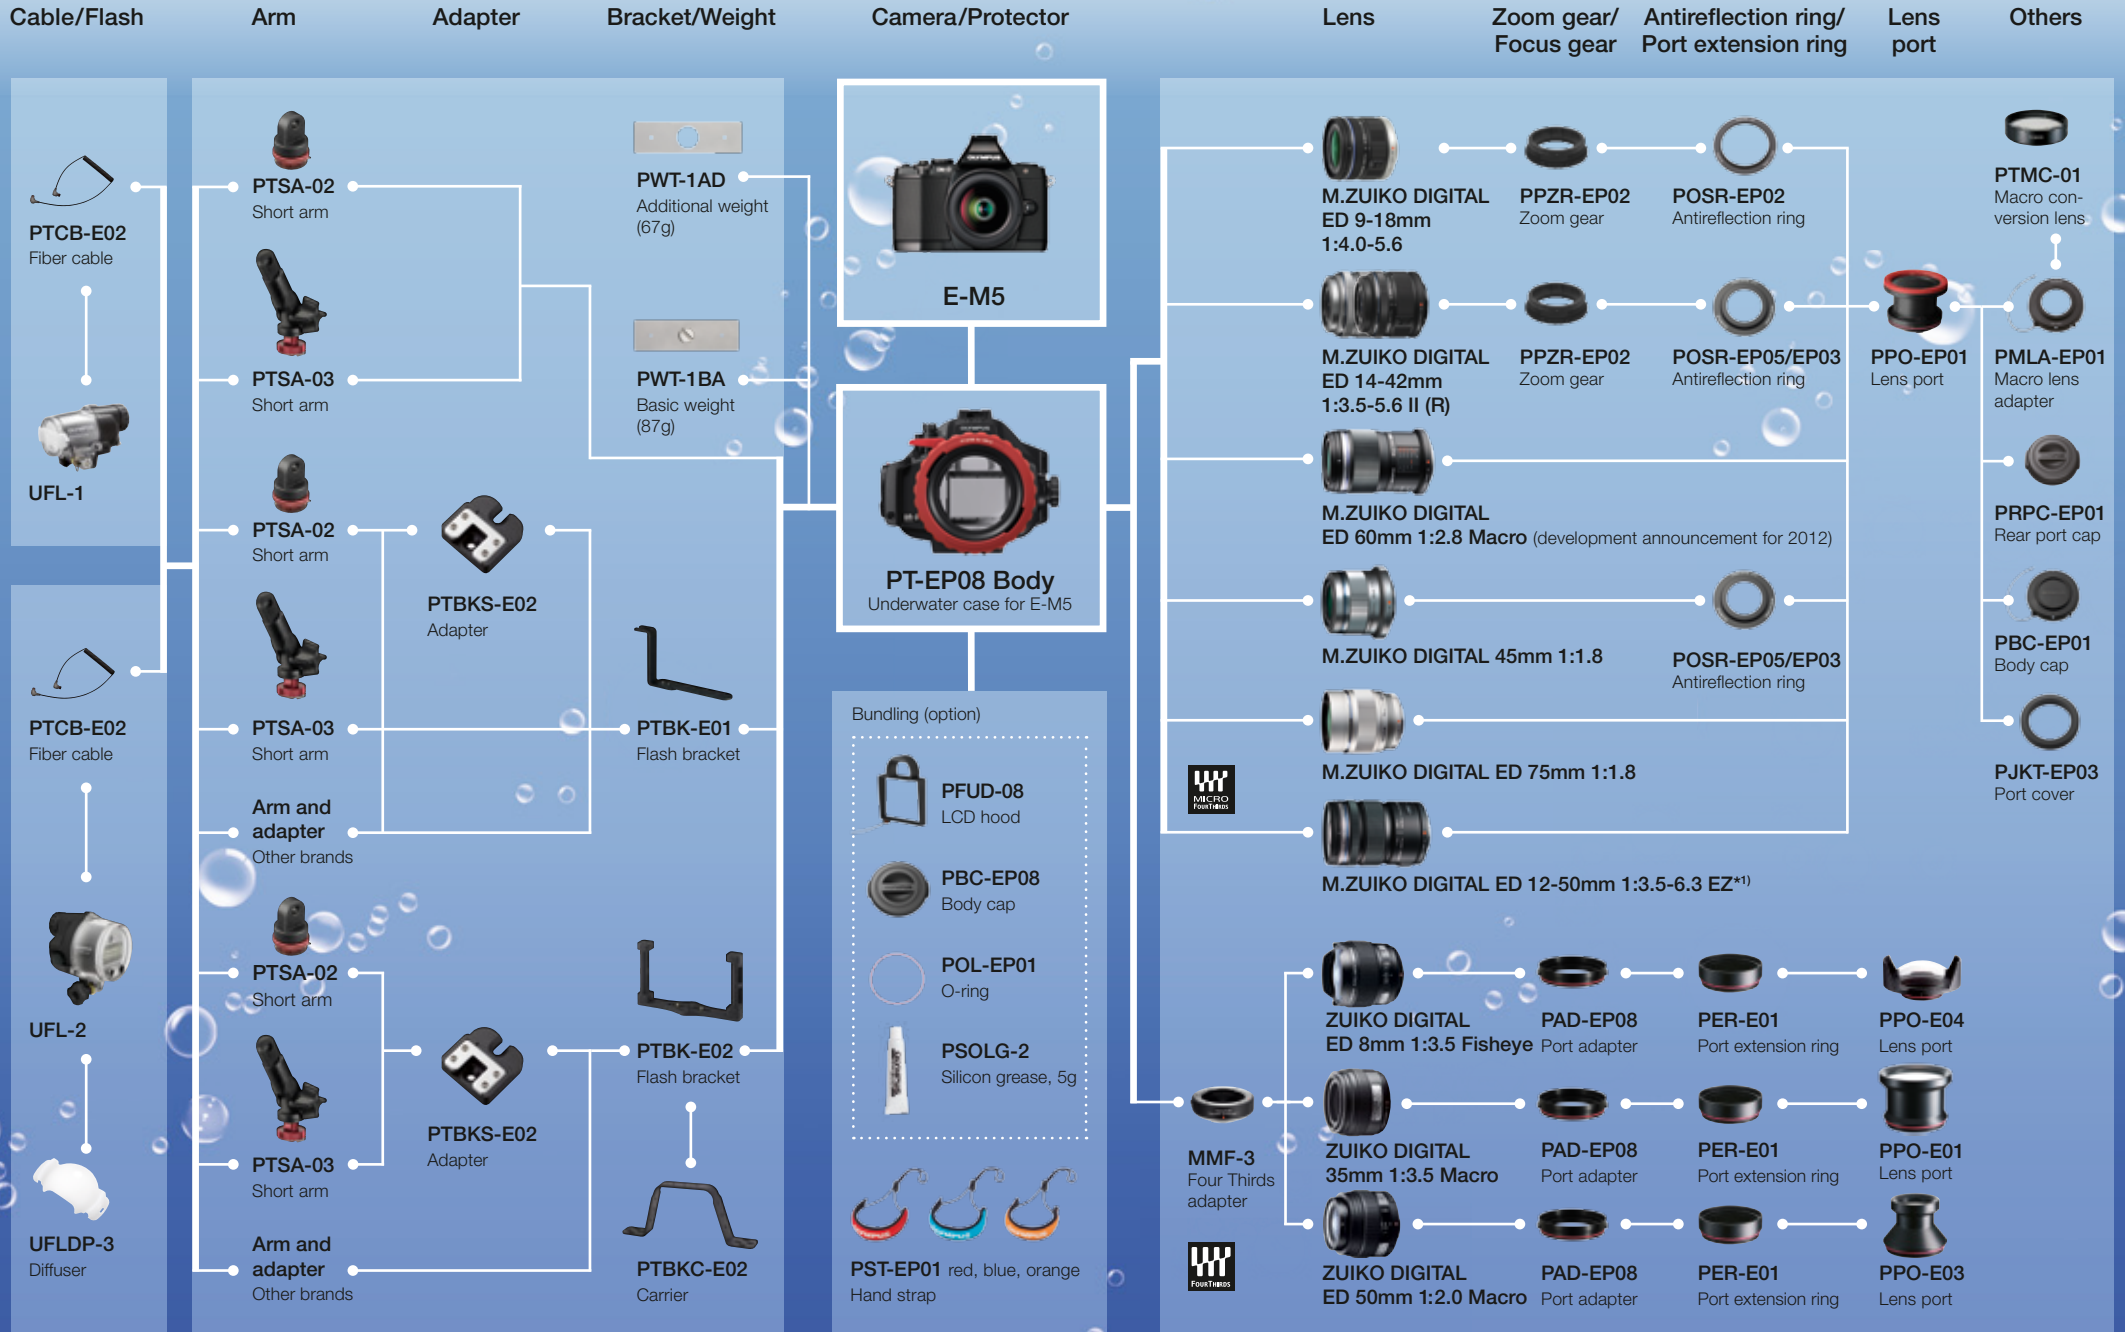 Cable/Flash
Arm
Adapter
Bracket/Weight
Camera/Protector
Lens
Zoom gear/
Focus gear
Antireflection ring/
Port extension ring
Lens
port
Others
PTCB-E02
Fiber cable
UFL-1
PTCB-E02
Fiber cable
UFL-2
UFLDP-3
Diffuser
PTSA-02
Short arm
PTSA-03
Short arm
PTSA-02
Short arm
PTSA-03
Short arm
Arm and
adapter
Other brands
PTSA-02
Short arm
PTSA-03
Short arm
Arm and
adapter
Other brands
PTBKS-E02
Adapter
PTBKS-E02
Adapter
PWT-1AD
Additional weight
(67g)
PWT-1BA
Basic weight
(87g)
PTBK-E01
Flash bracket
PTBK-E02
Flash bracket
PTBKC-E02
Carrier
OLYMPUS
E-M5
PT-EP08 Body
Underwater case for E-M5
Bundling (option)
PFUD-08
LCD hood
PBC-EP08
Body cap
POL-EP01
O-ring
PSOLG-2
Silicon grease, 5g
PST-EP01 red, blue, orange
Hand strap
M.ZUIKO DIGITAL
ED 9-18mm
1:4.0-5.6
PPZR-EP02
Zoom gear
POSR-EP02
Antireflection ring
M.ZUIKO DIGITAL
ED 14-42mm
1:3.5-5.6 II (R)
PPZR-EP02
Zoom gear
POSR-EP05/EP03
Antireflection ring
PPO-EP01
Lens port
M.ZUIKO DIGITAL
ED 60mm 1:2.8 Macro (development announcement for 2012)
M.ZUIKO DIGITAL 45mm 1:1.8
POSR-EP05/EP03
Antireflection ring
M.ZUIKO DIGITAL ED 75mm 1:1.8
MICRO
FOURTHIRDS
M.ZUIKO DIGITAL ED 12-50mm 1:3.5-6.3 EZ*1)
PTMC-01
Macro con-
version lens
PMLA-EP01
Macro lens
adapter
PRPC-EP01
Rear port cap
PBC-EP01
Body cap
PJKT-EP03
Port cover
MMF-3
Four Thirds
adapter
FOURTHIRDS
ZUIKO DIGITAL
ED 8mm 1:3.5 Fisheye
PAD-EP08
Port adapter
PER-E01
Port extension ring
PPO-E04
Lens port
ZUIKO DIGITAL
35mm 1:3.5 Macro
PAD-EP08
Port adapter
PER-E01
Port extension ring
PPO-E01
Lens port
ZUIKO DIGITAL
ED 50mm 1:2.0 Macro
PAD-EP08
Port adapter
PER-E01
Port extension ring
PPO-E03
Lens port